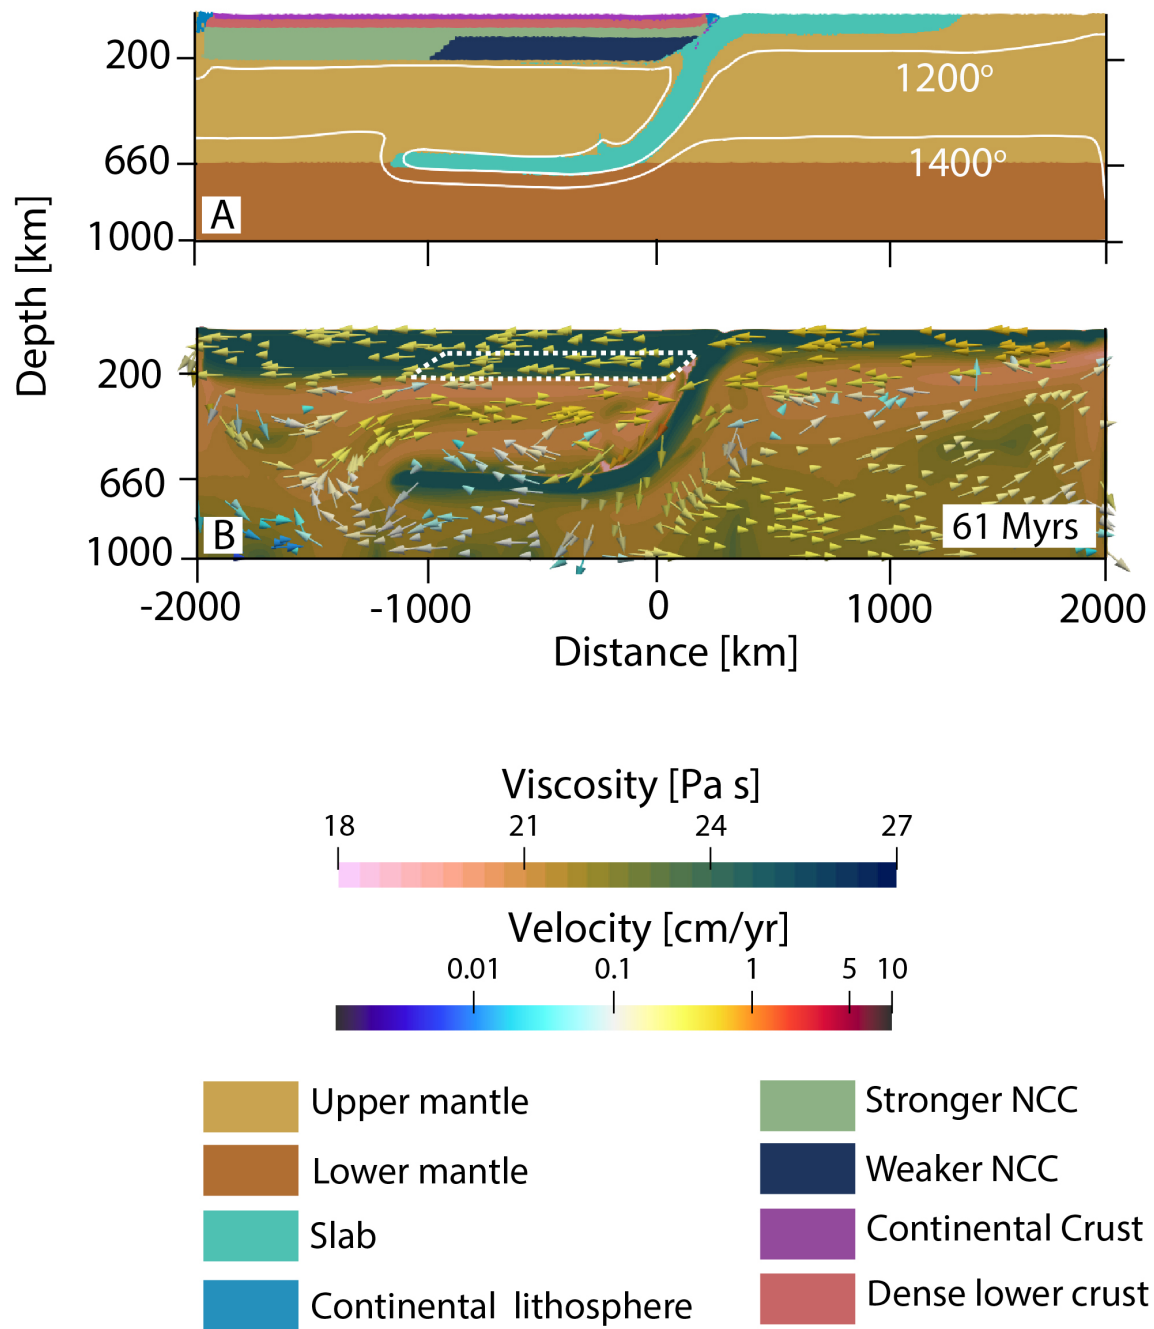 200
1200°
660
1400°
A
1000
Depth [km]
200
660
B
61 Myrs
1000
-2000 -1000 0 1000 2000
Distance [km]
Viscosity [Pa s]
18 21 24 27
Velocity [cm/yr]
0.01 0.1 1 5 10
Upper mantle
Stronger NCC
Lower mantle
Weaker NCC
Slab
Continental Crust
Continental lithosphere
Dense lower crust